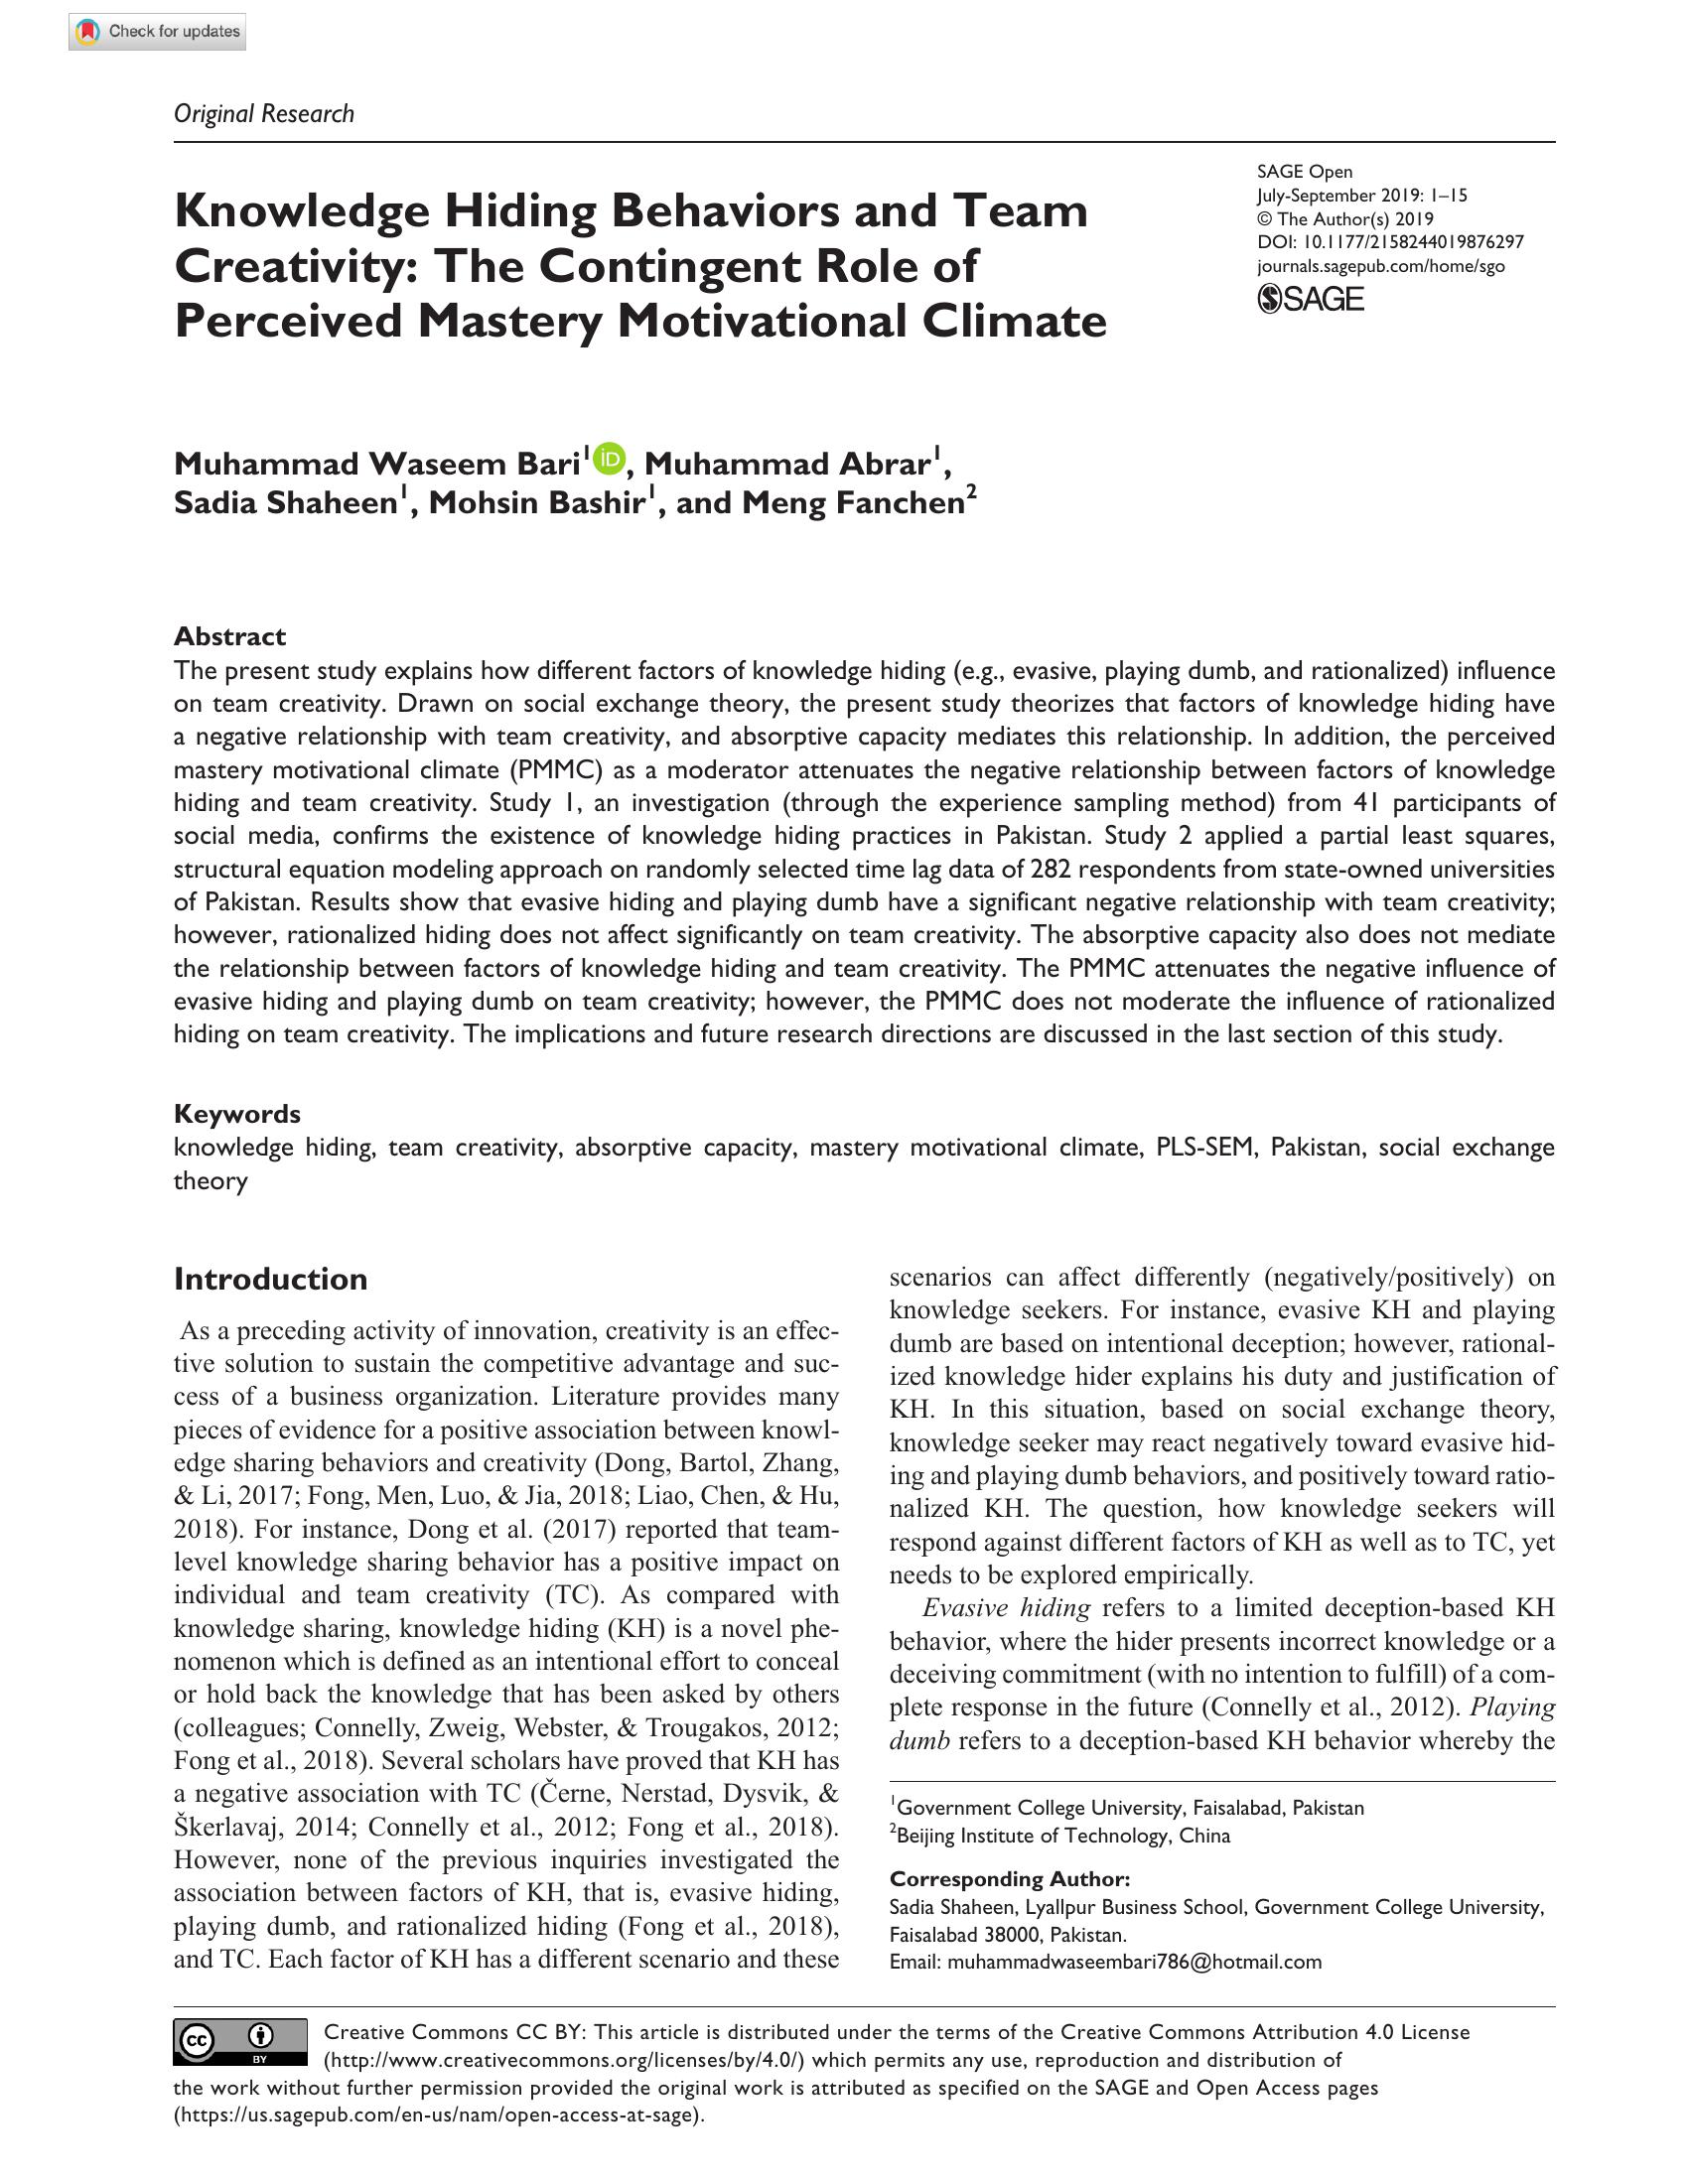 Check for updates
Original Research
SAGE Open
July-September 2019: 1–15
© The Author(s) 2019
DOI: 10.1177/2158244019876297
journals.sagepub.com/home/sgo
SAGE
Knowledge Hiding Behaviors and Team
Creativity: The Contingent Role of
Perceived Mastery Motivational Climate
Muhammad Waseem Bari1 iD, Muhammad Abrar1,
Sadia Shaheen1, Mohsin Bashir1, and Meng Fanchen2
Abstract
The present study explains how different factors of knowledge hiding (e.g., evasive, playing dumb, and rationalized) influence
on team creativity. Drawn on social exchange theory, the present study theorizes that factors of knowledge hiding have
a negative relationship with team creativity, and absorptive capacity mediates this relationship. In addition, the perceived
mastery motivational climate (PMMC) as a moderator attenuates the negative relationship between factors of knowledge
hiding and team creativity. Study 1, an investigation (through the experience sampling method) from 41 participants of
social media, confirms the existence of knowledge hiding practices in Pakistan. Study 2 applied a partial least squares,
structural equation modeling approach on randomly selected time lag data of 282 respondents from state-owned universities
of Pakistan. Results show that evasive hiding and playing dumb have a significant negative relationship with team creativity;
however, rationalized hiding does not affect significantly on team creativity. The absorptive capacity also does not mediate
the relationship between factors of knowledge hiding and team creativity. The PMMC attenuates the negative influence of
evasive hiding and playing dumb on team creativity; however, the PMMC does not moderate the influence of rationalized
hiding on team creativity. The implications and future research directions are discussed in the last section of this study.
Keywords
knowledge hiding, team creativity, absorptive capacity, mastery motivational climate, PLS-SEM, Pakistan, social exchange
theory
Introduction
As a preceding activity of innovation, creativity is an effec-
tive solution to sustain the competitive advantage and suc-
cess of a business organization. Literature provides many
pieces of evidence for a positive association between knowl-
edge sharing behaviors and creativity (Dong, Bartol, Zhang,
& Li, 2017; Fong, Men, Luo, & Jia, 2018; Liao, Chen, & Hu,
2018). For instance, Dong et al. (2017) reported that team-
level knowledge sharing behavior has a positive impact on
individual and team creativity (TC). As compared with
knowledge sharing, knowledge hiding (KH) is a novel phe-
nomenon which is defined as an intentional effort to conceal
or hold back the knowledge that has been asked by others
(colleagues; Connelly, Zweig, Webster, & Trougakos, 2012;
Fong et al., 2018). Several scholars have proved that KH has
a negative association with TC (Černe, Nerstad, Dysvik, &
Škerlavaj, 2014; Connelly et al., 2012; Fong et al., 2018).
However, none of the previous inquiries investigated the
association between factors of KH, that is, evasive hiding,
playing dumb, and rationalized hiding (Fong et al., 2018),
and TC. Each factor of KH has a different scenario and these
scenarios can affect differently (negatively/positively) on
knowledge seekers. For instance, evasive KH and playing
dumb are based on intentional deception; however, rational-
ized knowledge hider explains his duty and justification of
KH. In this situation, based on social exchange theory,
knowledge seeker may react negatively toward evasive hid-
ing and playing dumb behaviors, and positively toward ratio-
nalized KH. The question, how knowledge seekers will
respond against different factors of KH as well as to TC, yet
needs to be explored empirically.
Evasive hiding refers to a limited deception-based KH
behavior, where the hider presents incorrect knowledge or a
deceiving commitment (with no intention to fulfill) of a com-
plete response in the future (Connelly et al., 2012). Playing
dumb refers to a deception-based KH behavior whereby the
1Government College University, Faisalabad, Pakistan
2Beijing Institute of Technology, China
Corresponding Author:
Sadia Shaheen, Lyallpur Business School, Government College University,
Faisalabad 38000, Pakistan.
Email: muhammadwaseembari786@hotmail.com
CC BY
Creative Commons CC BY: This article is distributed under the terms of the Creative Commons Attribution 4.0 License
(http://www.creativecommons.org/licenses/by/4.0/) which permits any use, reproduction and distribution of
the work without further permission provided the original work is attributed as specified on the SAGE and Open Access pages
(https://us.sagepub.com/en-us/nam/open-access-at-sage).